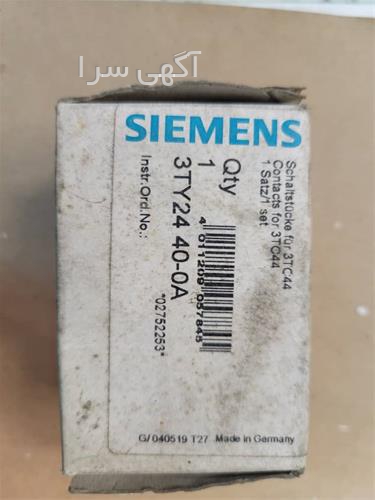 آگهی سرا
SIEMENS
Schaltstücke für 3TC44
Contacts for 3TC44
1 Satz/1 set
Qty
1
3TY24 40-0A
Instr.Ord.No.:
4 011209 057845
*02752253*
G/ 040519 T27 Made in Germany